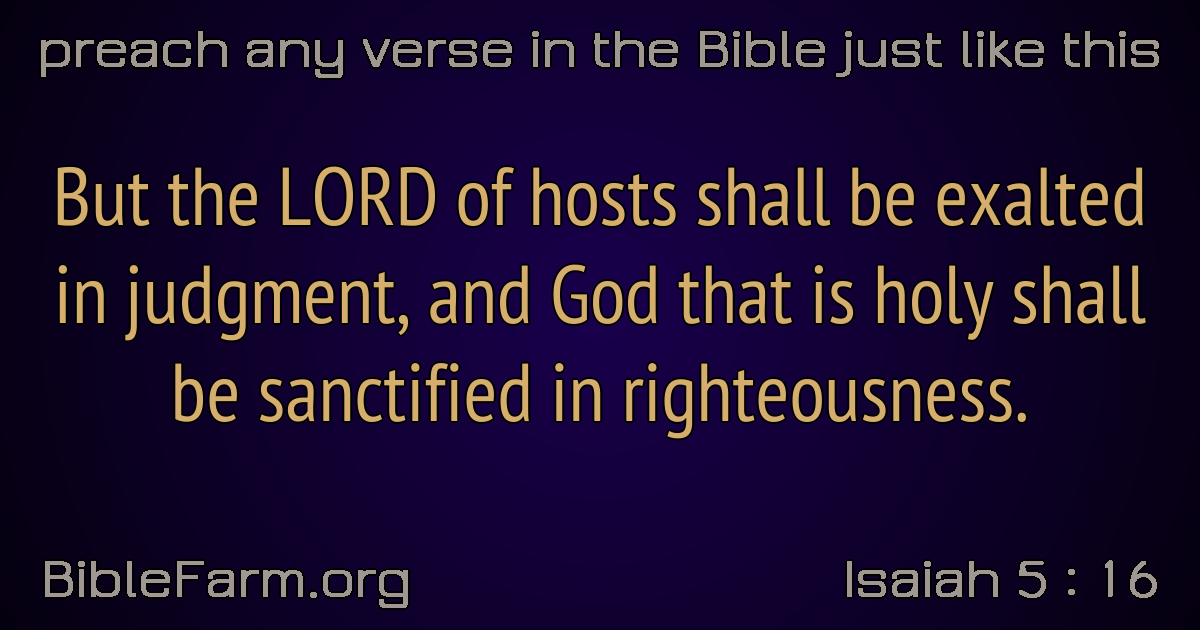 preach any verse in the Bible just like this
But the LORD of hosts shall be exalted
in judgment, and God that is holy shall
be sanctified in righteousness.
BibleFarm.org
Isaiah 5 : 16